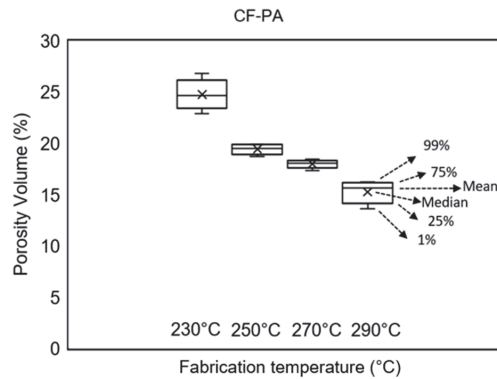 CF-PA
Porosity Volume (%)
30
25
20
15
10
5
0
99%
75%
Mean
Median
25%
1%
230°C 250°C 270°C 290°C
Fabrication temperature (°C)